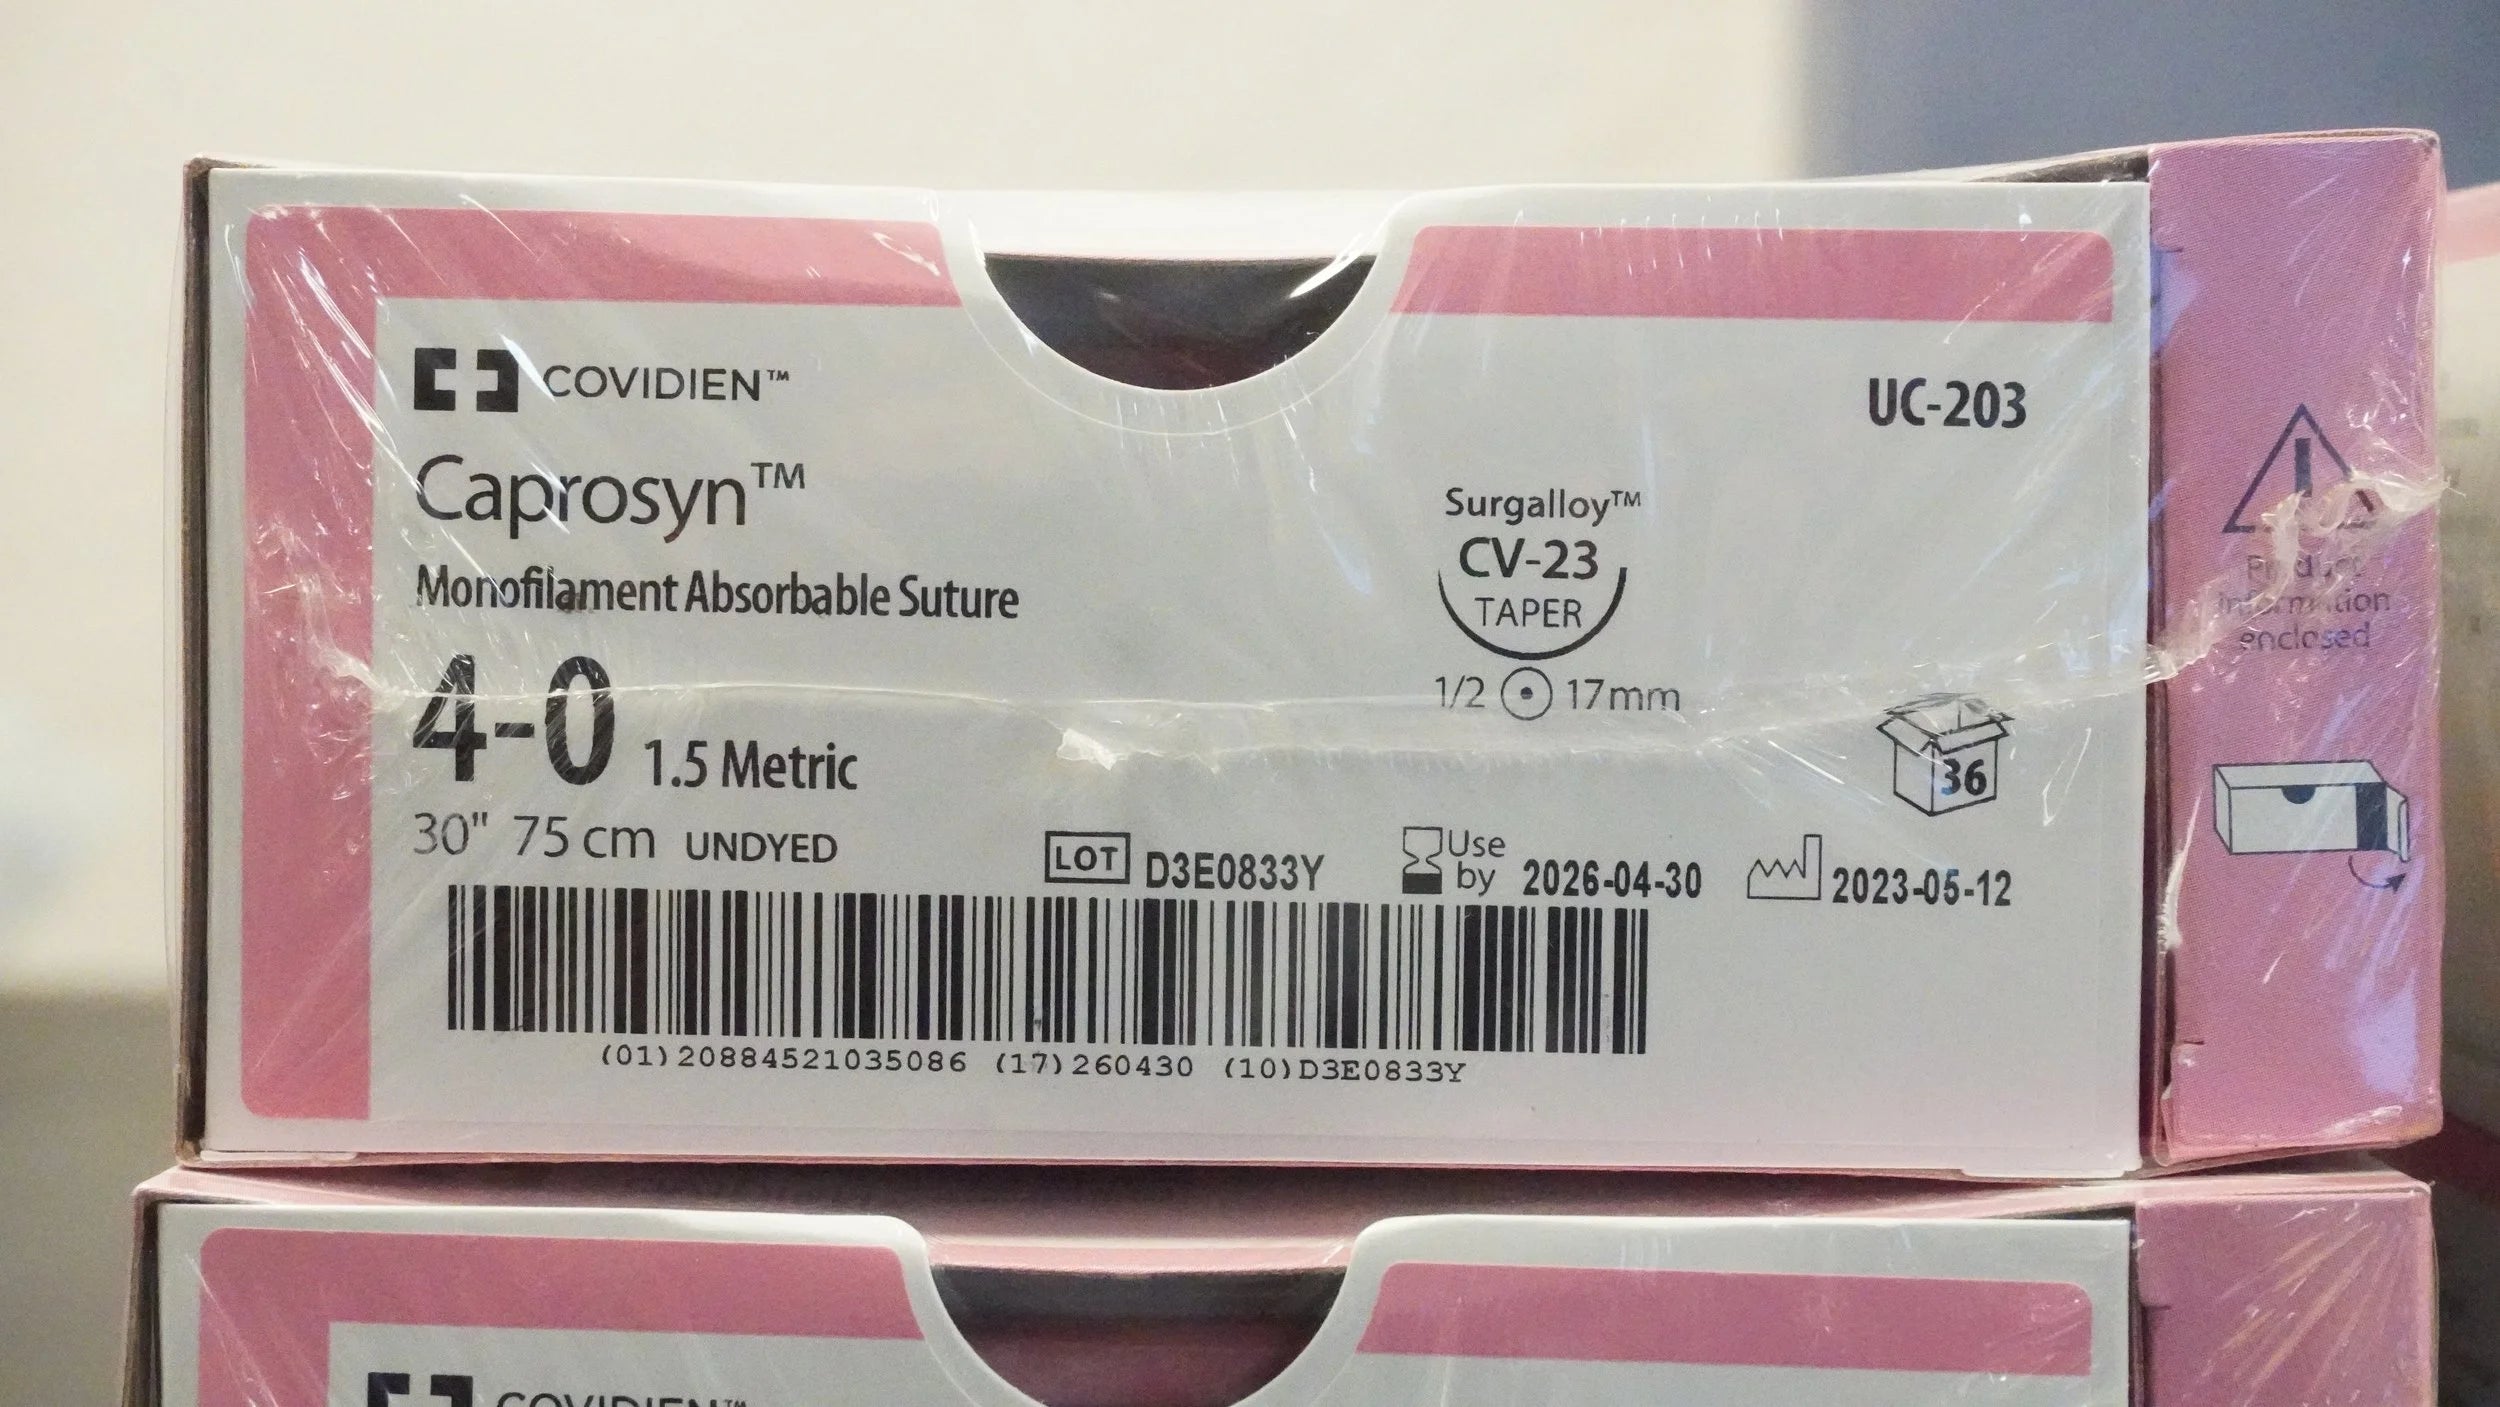 COVIDIEN™
UC-203
Caprosyn™
Monofilament Absorbable Suture
4-0 1.5 Metric
30" 75 cm UNDYED
Surgalloy™
CV-23
TAPER
1/2 17mm
36
LOT D3E0833Y
Use by 2026-04-30
2023-05-12
(01)20884521035086 (17)260430 (10)D3E0833Y
Product
information
enclosed
COVIDIEN™